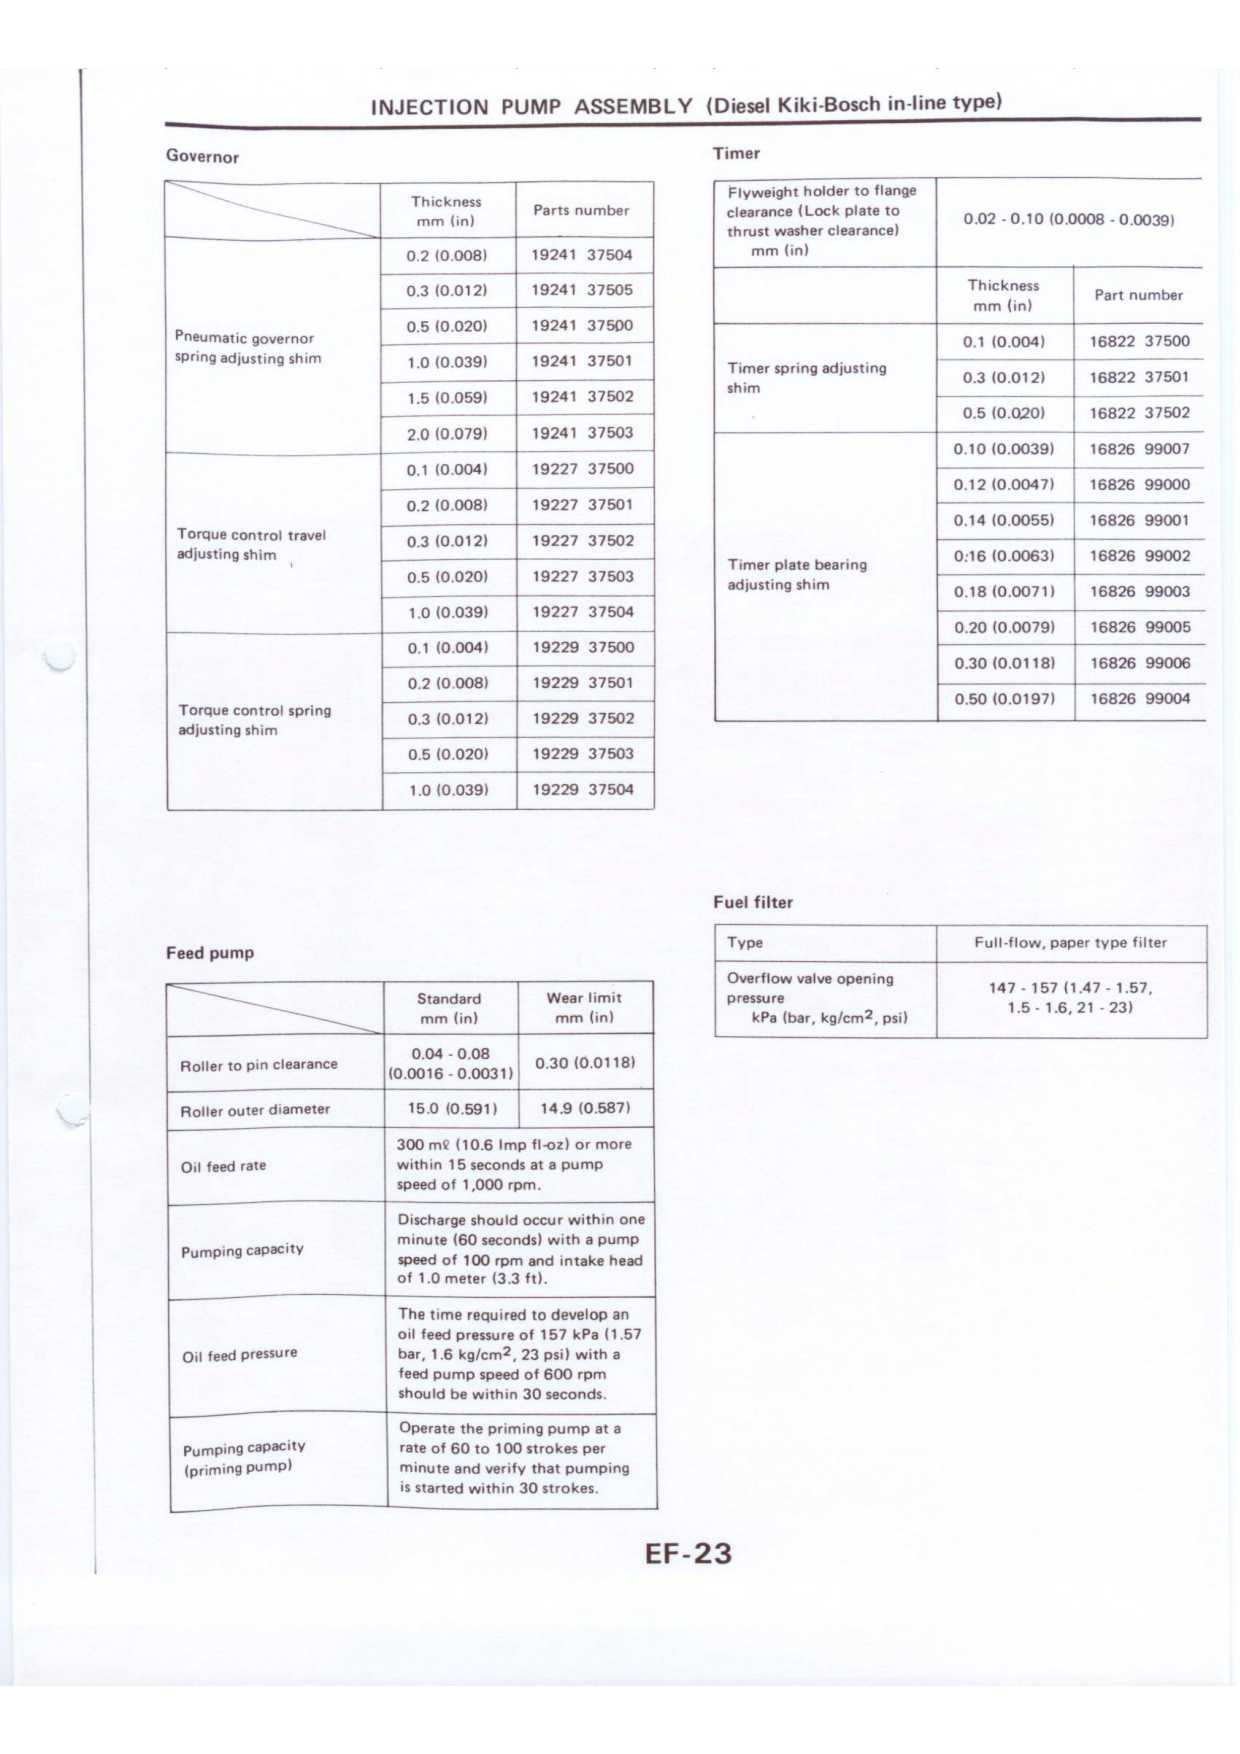 INJECTION PUMP ASSEMBLY (Diesel Kiki-Bosch in-line type)
Governor
Thickness
mm (in)
Parts number
Pneumatic governor
spring adjusting shim
0.2 (0.008) 19241 37504
0.3 (0.012) 19241 37505
0.5 (0.020) 19241 37500
1.0 (0.039) 19241 37501
1.5 (0.059) 19241 37502
2.0 (0.079) 19241 37503
Torque control travel
adjusting shim
0.1 (0.004) 19227 37500
0.2 (0.008) 19227 37501
0.3 (0.012) 19227 37502
0.5 (0.020) 19227 37503
1.0 (0.039) 19227 37504
Torque control spring
adjusting shim
0.1 (0.004) 19229 37500
0.2 (0.008) 19229 37501
0.3 (0.012) 19229 37502
0.5 (0.020) 19229 37503
1.0 (0.039) 19229 37504
Feed pump
Standard
mm (in)
Wear limit
mm (in)
Roller to pin clearance
0.04 - 0.08
(0.0016 - 0.0031)
0.30 (0.0118)
Roller outer diameter 15.0 (0.591) 14.9 (0.587)
Oil feed rate
300 mℓ (10.6 Imp fl-oz) or more
within 15 seconds at a pump
speed of 1,000 rpm.
Pumping capacity
Discharge should occur within one
minute (60 seconds) with a pump
speed of 100 rpm and intake head
of 1.0 meter (3.3 ft).
Oil feed pressure
The time required to develop an
oil feed pressure of 157 kPa (1.57
bar, 1.6 kg/cm², 23 psi) with a
feed pump speed of 600 rpm
should be within 30 seconds.
Pumping capacity
(priming pump)
Operate the priming pump at a
rate of 60 to 100 strokes per
minute and verify that pumping
is started within 30 strokes.
Timer
Flyweight holder to flange
clearance (Lock plate to
thrust washer clearance)
mm (in)
0.02 - 0.10 (0.0008 - 0.0039)
Thickness
mm (in)
Part number
Timer spring adjusting
shim
0.1 (0.004) 16822 37500
0.3 (0.012) 16822 37501
0.5 (0.020) 16822 37502
Timer plate bearing
adjusting shim
0.10 (0.0039) 16826 99007
0.12 (0.0047) 16826 99000
0.14 (0.0055) 16826 99001
0:16 (0.0063) 16826 99002
0.18 (0.0071) 16826 99003
0.20 (0.0079) 16826 99005
0.30 (0.0118) 16826 99006
0.50 (0.0197) 16826 99004
Fuel filter
Type Full-flow, paper type filter
Overflow valve opening
pressure
kPa (bar, kg/cm², psi)
147 - 157 (1.47 - 1.57,
1.5 - 1.6, 21 - 23)
EF-23